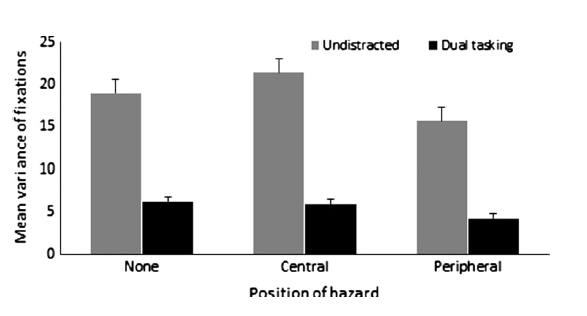 25
Undistracted
Dual tasking
20
15
10
5
0
Mean variance of fixations
None
Central
Peripheral
Position of hazard